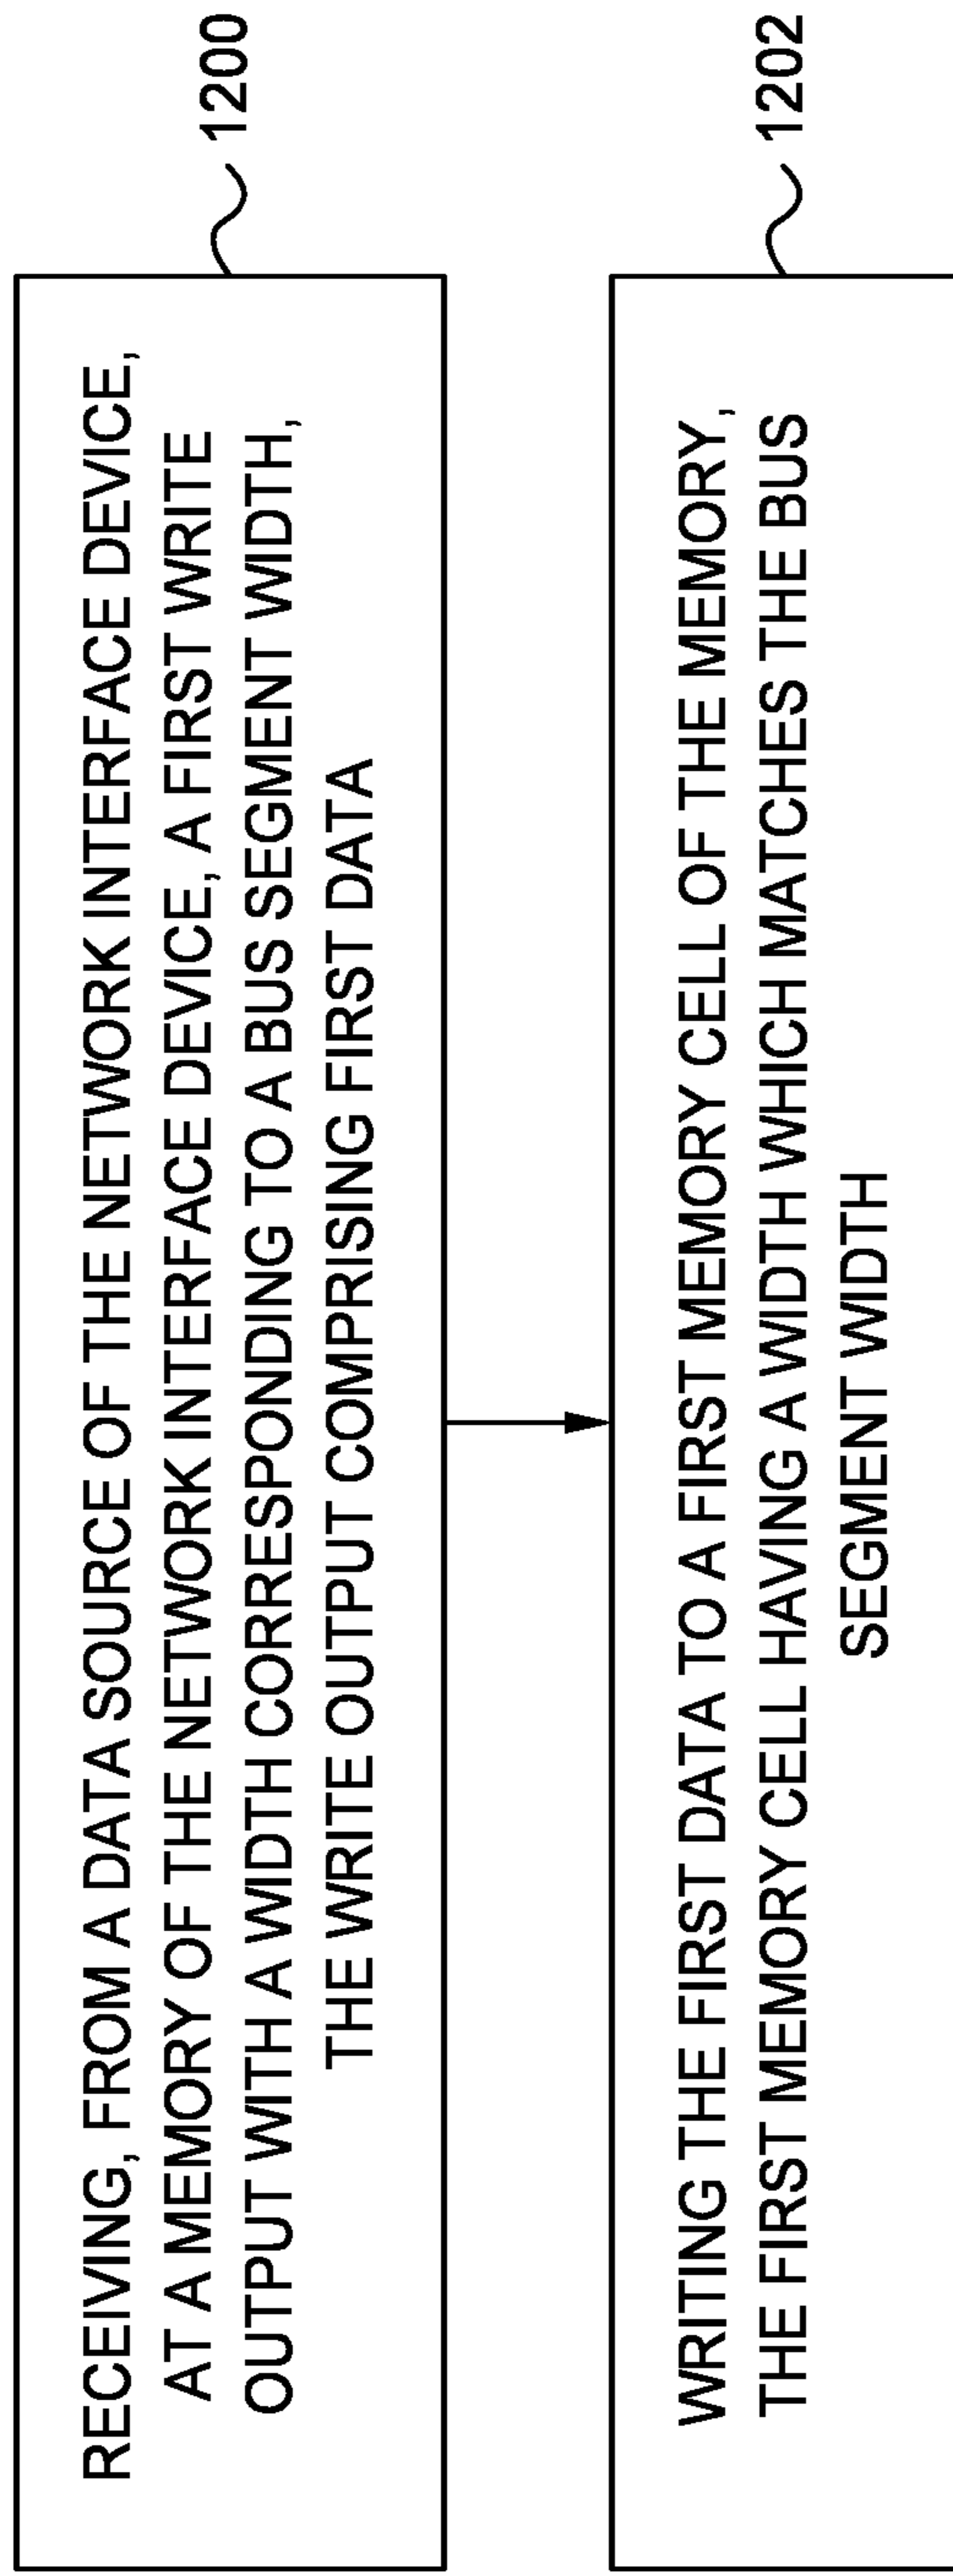 RECEIVING, FROM A DATA SOURCE OF THE NETWORK INTERFACE DEVICE,
AT A MEMORY OF THE NETWORK INTERFACE DEVICE, A FIRST WRITE
OUTPUT WITH A WIDTH CORRESPONDING TO A BUS SEGMENT WIDTH,
THE WRITE OUTPUT COMPRISING FIRST DATA
1200
WRITING THE FIRST DATA TO A FIRST MEMORY CELL OF THE MEMORY,
THE FIRST MEMORY CELL HAVING A WIDTH WHICH MATCHES THE BUS
SEGMENT WIDTH
1202